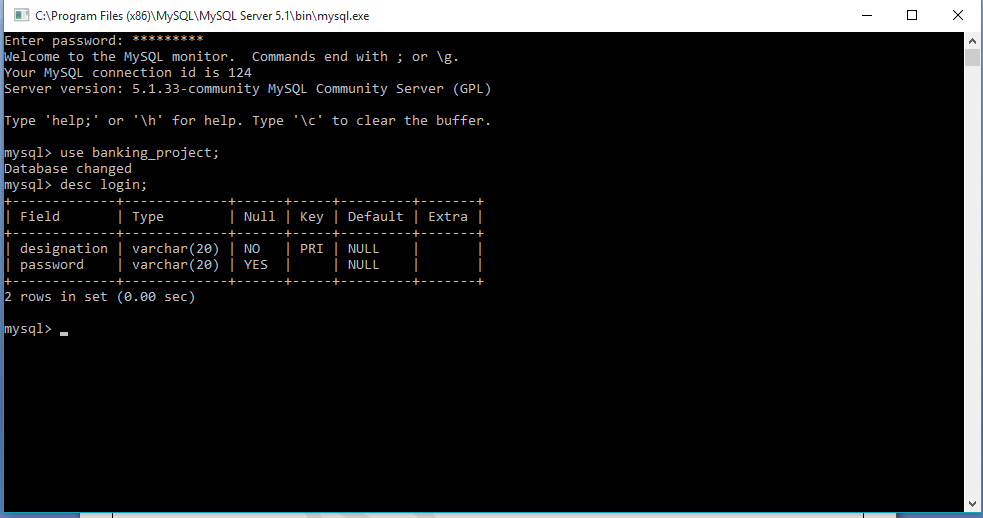 C:\Program Files (x86)\MySQL\MySQL Server 5.1\bin\mysql.exe
Enter password: *********
Welcome to the MySQL monitor.  Commands end with ; or \g.
Your MySQL connection id is 124
Server version: 5.1.33-community MySQL Community Server (GPL)

Type 'help;' or '\h' for help. Type '\c' to clear the buffer.

mysql> use banking_project;
Database changed
mysql> desc login;
+-------------+-------------+------+-----+---------+-------+
| Field       | Type        | Null | Key | Default | Extra |
+-------------+-------------+------+-----+---------+-------+
| designation | varchar(20) | NO   | PRI | NULL    |       |
| password    | varchar(20) | YES  |     | NULL    |       |
+-------------+-------------+------+-----+---------+-------+
2 rows in set (0.00 sec)

mysql> _